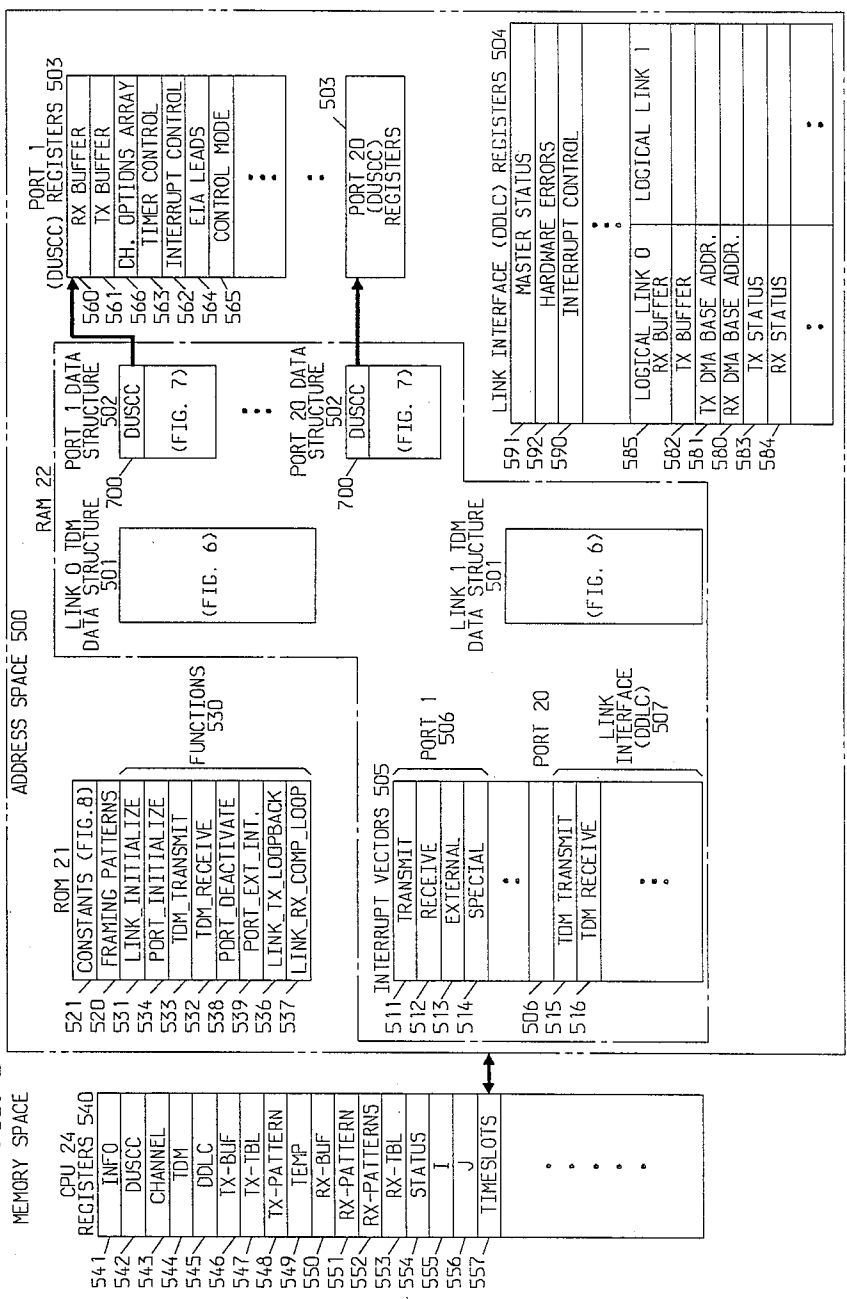 MEMORY SPACE
CPU 24
REGISTERS 540
541 INFO
542 DUSCC
543 CHANNEL
544 TDM
545 DDLC
546 TX-BUF
547 TX-TBL
548 TX-PATTERN
549 TEMP
550 RX-BUF
551 RX-PATTERN
552 RX-PATTERNS
553 RX-TBL
554 STATUS
555 I
556 J
557 TIMESLOTS
ADDRESS SPACE 500
ROM 21
521 CONSTANTS (FIG.8)
520 FRAMING PATTERNS
531 LINK_INITIALIZE
534 PORT_INITIALIZE
533 TDM_TRANSMIT
532 TDM_RECEIVE
538 PORT_DEACTIVATE
539 PORT_EXT_INT.
536 LINK_TX_LOOPBACK
537 LINK_RX_COMP_LOOP
FUNCTIONS
530
INTERRUPT VECTORS 505
511 TRANSMIT
512 RECEIVE
513 EXTERNAL
514 SPECIAL
PORT 1
506
506
PORT 20
515 TDM TRANSMIT
516 TDM RECEIVE
LINK
INTERFACE
(DDLC)
507
RAM 22
LINK 0 TDM
DATA STRUCTURE
501
(FIG. 6)
LINK 1 TDM
DATA STRUCTURE
501
(FIG. 6)
PORT 1 DATA
STRUCTURE
502
700 DUSCC
(FIG. 7)
PORT 20 DATA
STRUCTURE
502
700 DUSCC
(FIG. 7)
PORT 1
(DUSCC) REGISTERS 503
560 RX BUFFER
561 TX BUFFER
566 CH. OPTIONS ARRAY
563 TIMER CONTROL
562 INTERRUPT CONTROL
564 EIA LEADS
565 CONTROL MODE
503
PORT 20
(DUSCC)
REGISTERS
LINK INTERFACE (DDLC) REGISTERS 504
591 MASTER STATUS
592 HARDWARE ERRORS
590 INTERRUPT CONTROL
LOGICAL LINK 0 LOGICAL LINK 1
585 RX BUFFER
582 TX BUFFER
581 TX DMA BASE ADDR.
580 RX DMA BASE ADDR.
583 TX STATUS
584 RX STATUS